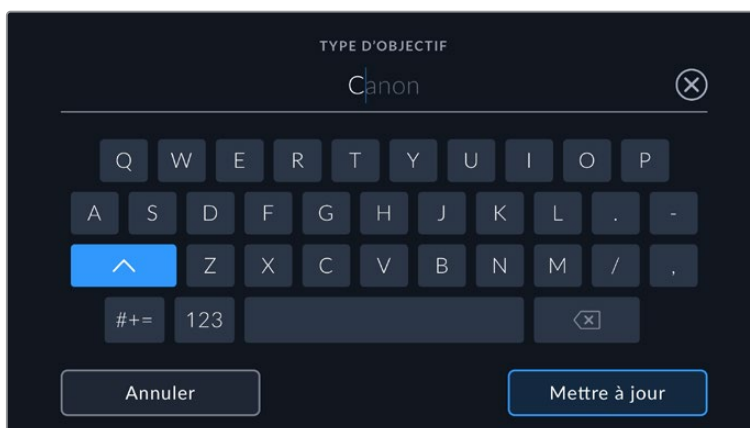 TYPE D'OBJECTIF
Canon
Q W E R T Y U I O P
A S D F G H J K L . -
Z X C V B N M / ,
#+= 123
Annuler Mettre à jour